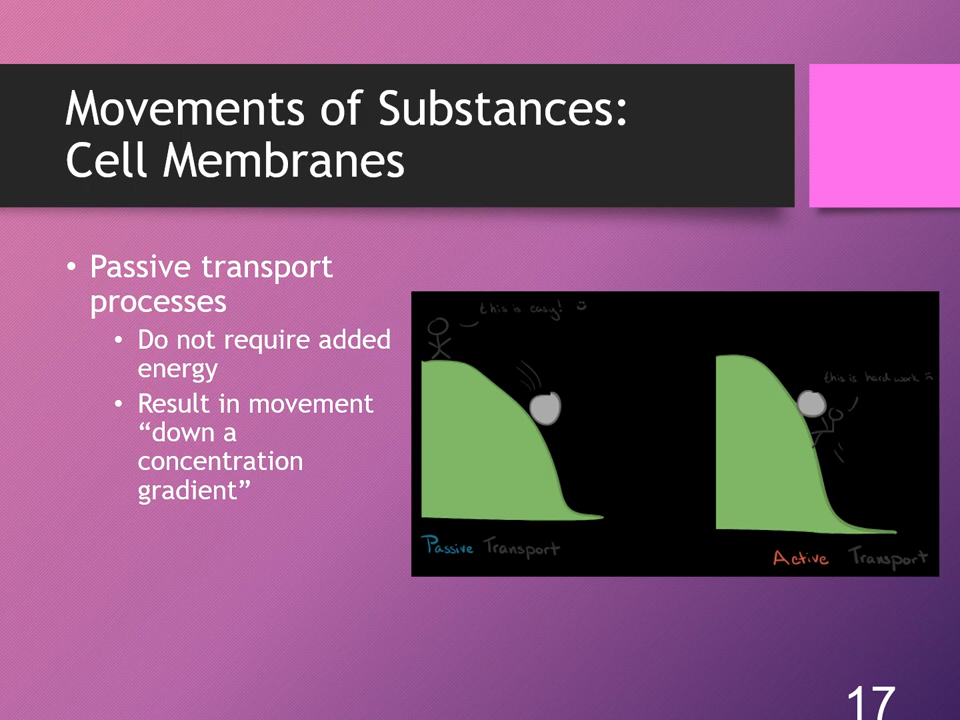 Movements of Substances:
Cell Membranes
• Passive transport
processes
• Do not require added
energy
• Result in movement
“down a
concentration
gradient”
this is easy! :)
this is hard work :(
Passive Transport
Active Transport
17